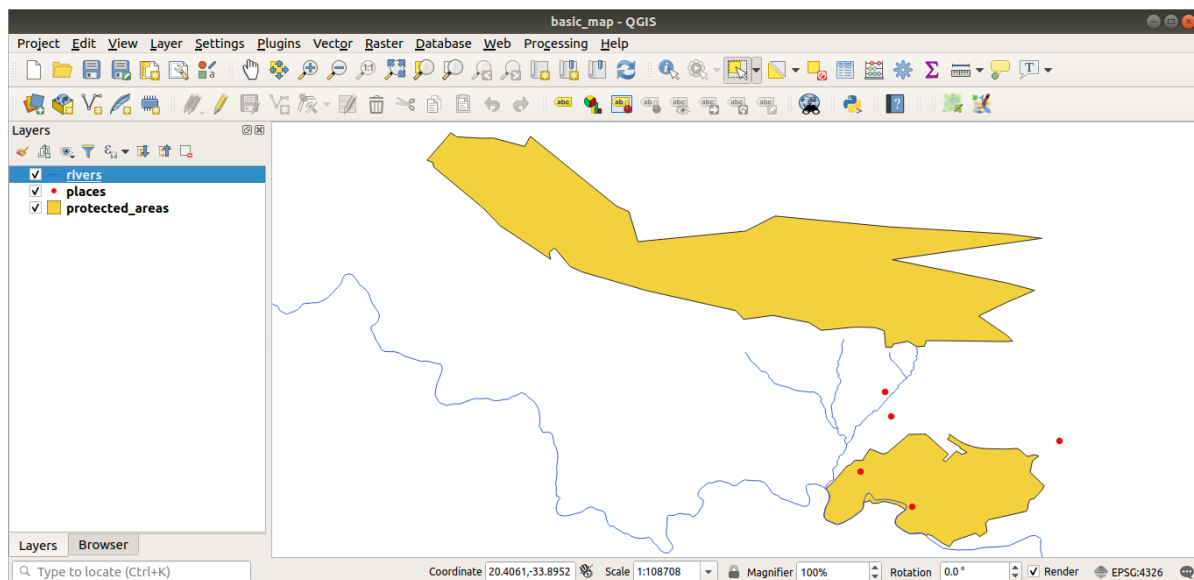 basic_map - QGIS
Project Edit View Layer Settings Plugins Vector Raster Database Web Processing Help
Layers
rivers
places
protected_areas
Layers Browser
Type to locate (Ctrl+K) Coordinate 20.4061,-33.8952 Scale 1:108708 Magnifier 100% Rotation 0.0 ° Render EPSG:4326